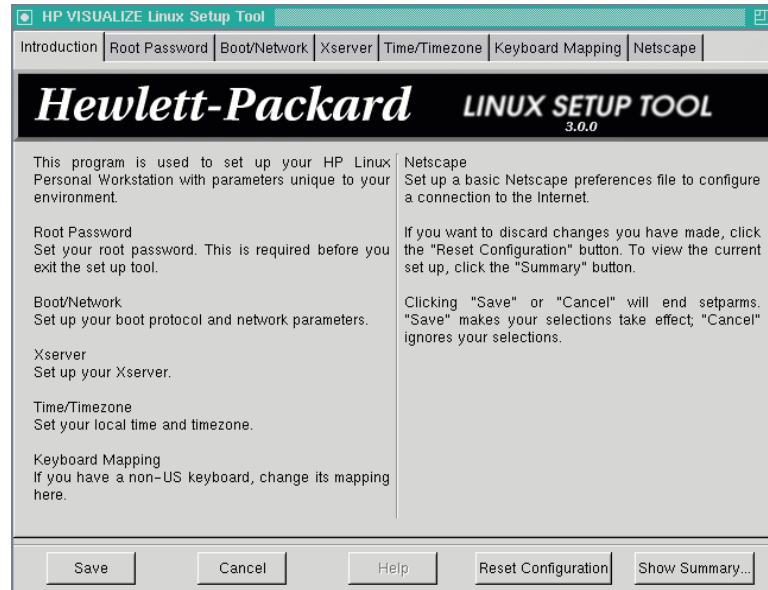 HP VISUALIZE Linux Setup Tool
Introduction Root Password Boot/Network Xserver Time/Timezone Keyboard Mapping Netscape
Hewlett-Packard LINUX SETUP TOOL
3.0.0
This program is used to set up your HP Linux
Personal Workstation with parameters unique to your
environment.
Root Password
Set your root password. This is required before you
exit the set up tool.
Boot/Network
Set up your boot protocol and network parameters.
Xserver
Set up your Xserver.
Time/Timezone
Set your local time and timezone.
Keyboard Mapping
If you have a non-US keyboard, change its mapping
here.
Netscape
Set up a basic Netscape preferences file to configure
a connection to the Internet.
If you want to discard changes you have made, click
the "Reset Configuration" button. To view the current
set up, click the "Summary" button.
Clicking "Save" or "Cancel" will end setparms.
"Save" makes your selections take effect; "Cancel"
ignores your selections.
Save Cancel Help Reset Configuration Show Summary...